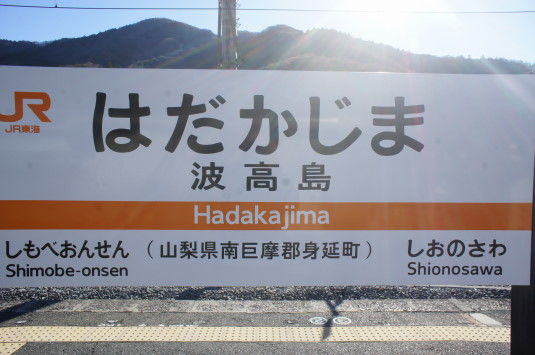 JR
JR東海
はだかじま
波高島
Hadakajima
しもべおんせん (山梨県南巨摩郡身延町) しおのさわ
Shimobe-onsen Shionosawa